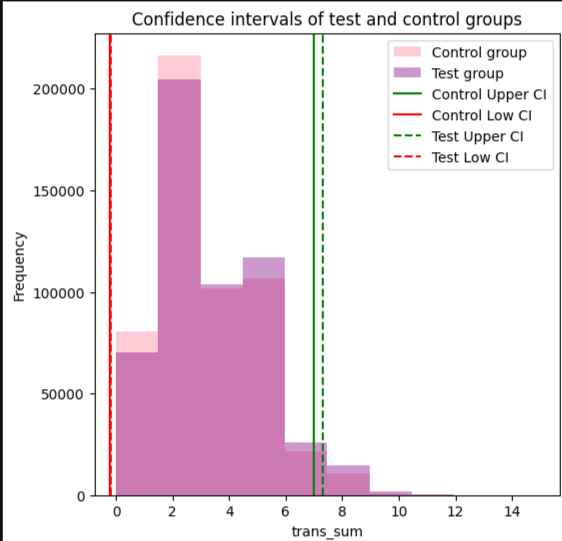 Confidence intervals of test and control groups
Control group
Test group
Control Upper CI
Control Low CI
Test Upper CI
Test Low CI
200000
150000
100000
50000
0
Frequency
0 2 4 6 8 10 12 14
trans_sum